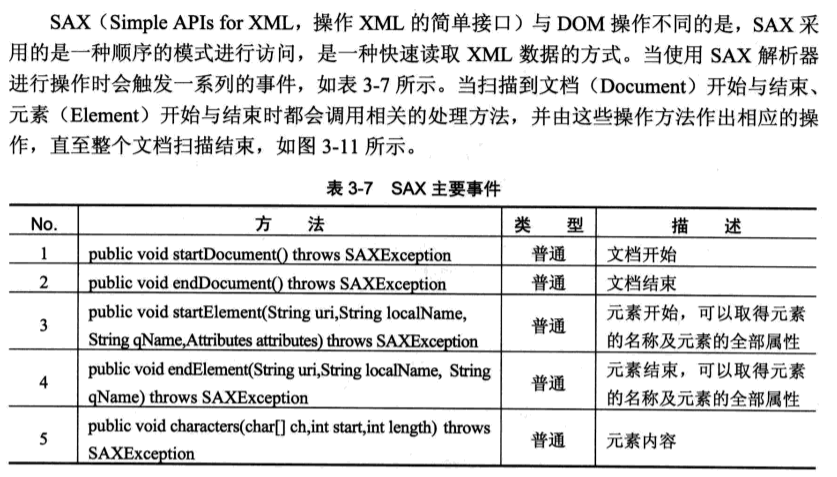 SAX（Simple APIs for XML，操作 XML 的简单接口）与 DOM 操作不同的是，SAX 采
用的是一种顺序的模式进行访问，是一种快速读取 XML 数据的方式。当使用 SAX 解析器
进行操作时会触发一系列的事件，如表 3-7 所示。当扫描到文档（Document）开始与结束、
元素（Element）开始与结束时都会调用相关的处理方法，并由这些操作方法作出相应的操
作，直至整个文档扫描结束，如图 3-11 所示。
表 3-7 SAX 主要事件
No. 方 法 类 型 描 述
1 public void startDocument() throws SAXException 普通 文档开始
2 public void endDocument() throws SAXException 普通 文档结束
3 public void startElement(String uri,String localName, 普通 元素开始，可以取得元素
String qName,Attributes attributes) throws SAXException 的名称及元素的全部属性
4 public void endElement(String uri,String localName, String 普通 元素结束，可以取得元素
qName) throws SAXException 的名称及元素的全部属性
5 public void characters(char[] ch,int start,int length) throws 普通 元素内容
SAXException